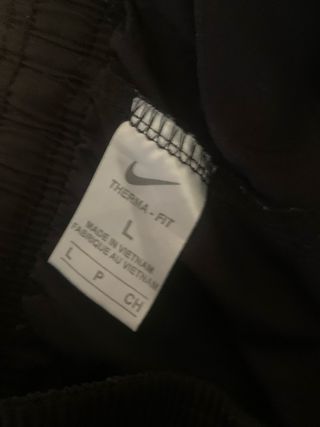 THERMA - FIT
L
MADE IN VIETNAM
FABRIQUE AU VIETNAM
L P CH